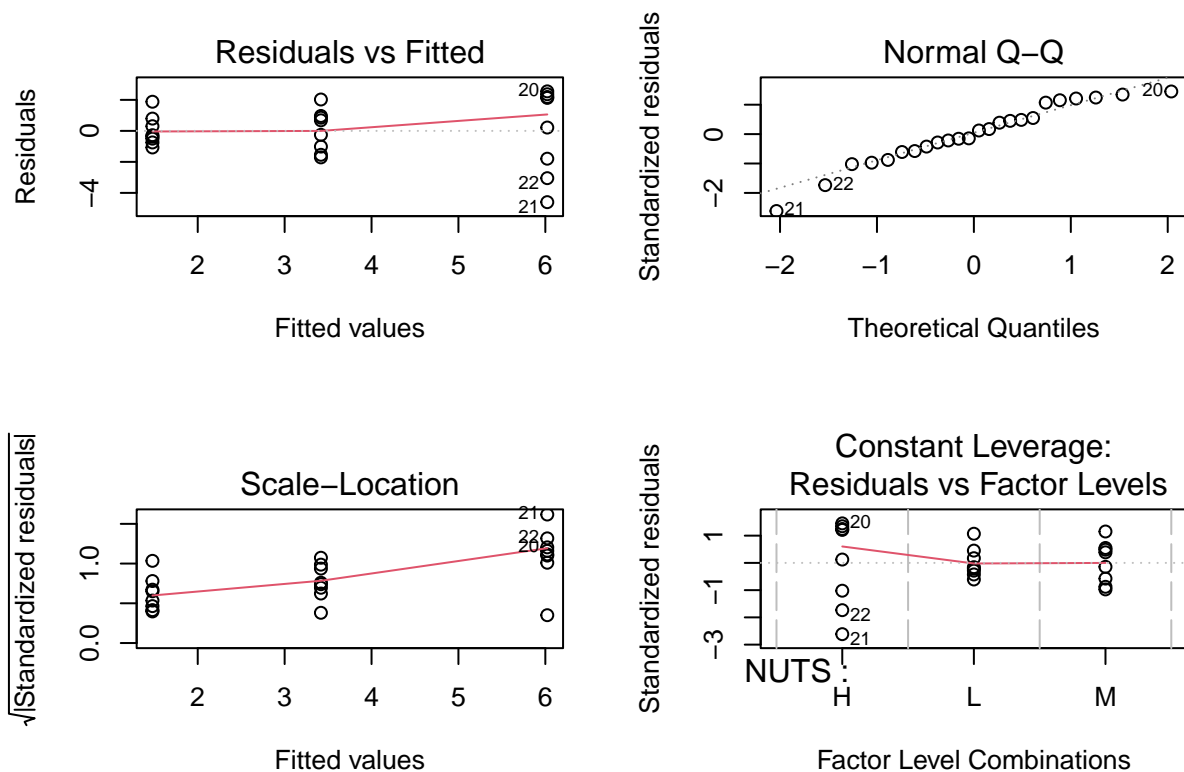 Residuals vs Fitted
Residuals
−4 0
20
22
21
2 3 4 5 6
Fitted values
Normal Q−Q
Standardized residuals
−2 0
20
22
21
−2 −1 0 1 2
Theoretical Quantiles
Scale−Location
√|Standardized residuals|
0.0 1.0
21
22
20
2 3 4 5 6
Fitted values
Constant Leverage:
Residuals vs Factor Levels
Standardized residuals
−3 −1 1
20
22
21
NUTS :
H L M
Factor Level Combinations